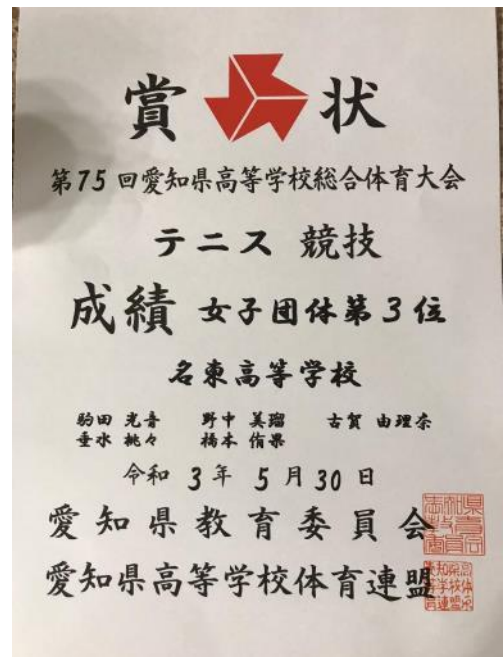 賞状
第75回愛知県高等学校総合体育大会
テニス 競技
成績 女子団体第3位
名東高等学校
駒田 光音 野中 美瑠 古賀 由理奈
垂水 桃々 橋本 侑果
令和 3年 5月30日
愛知県教育委員会
愛知県高等学校体育連盟